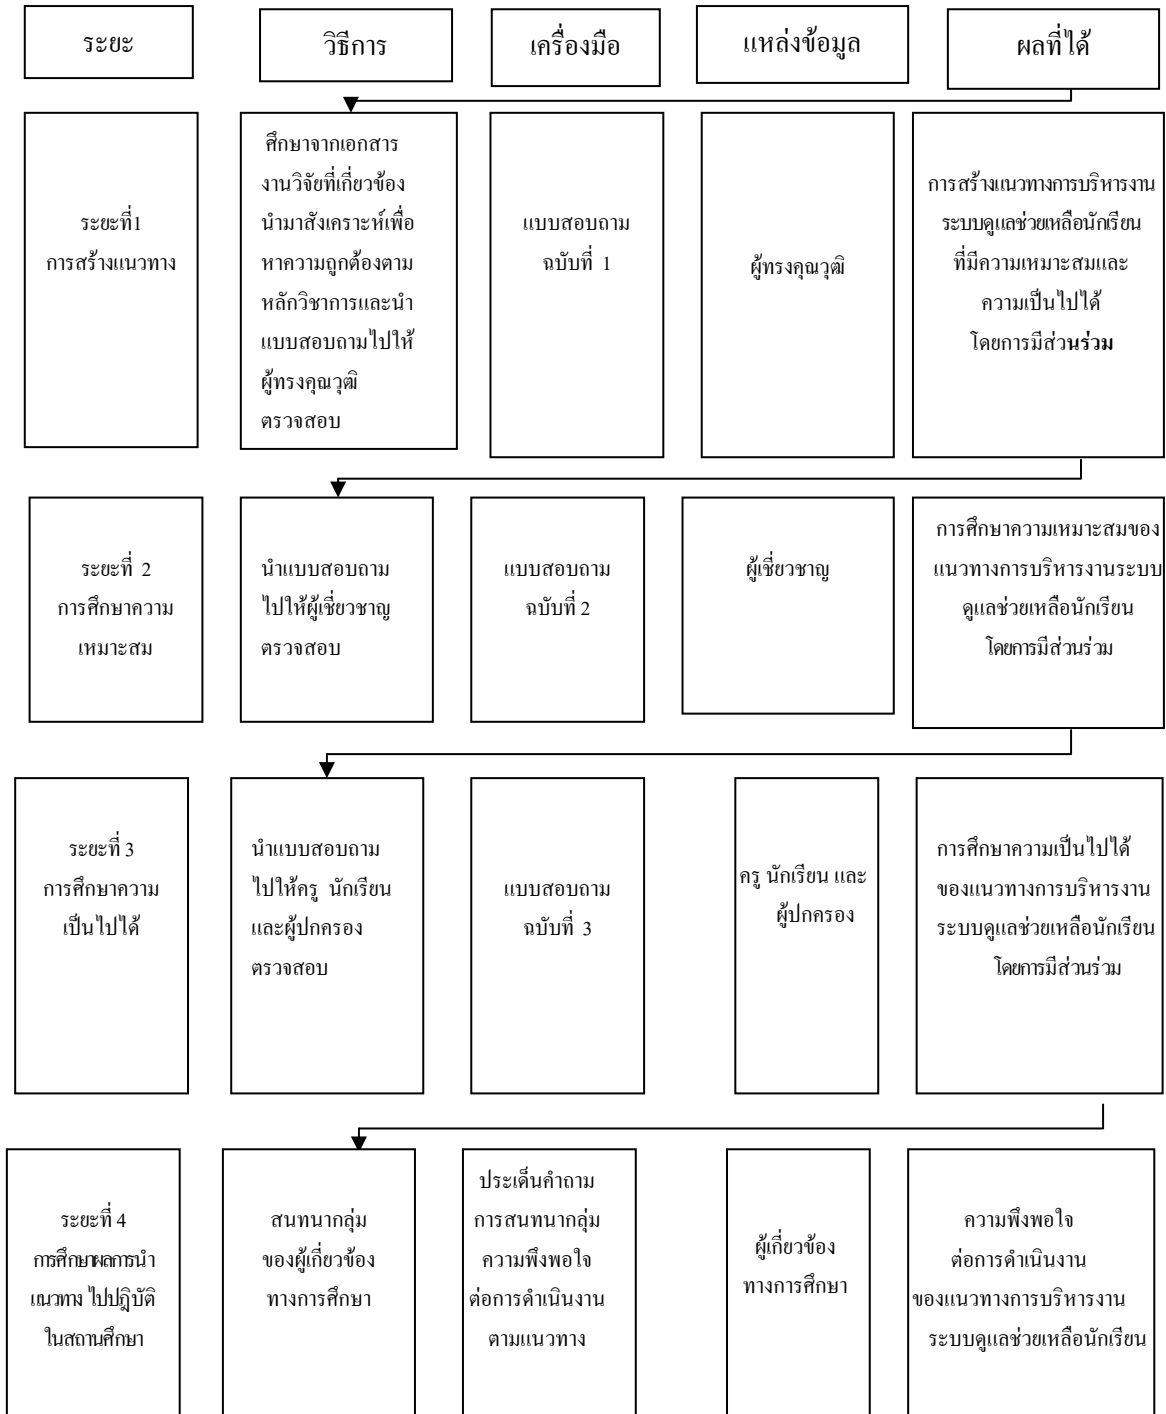 ระยะ
วิธีการ
เครื่องมือ
แหล่งข้อมูล
ผลที่ได้
ระยะที่1
การสร้างแนวทาง
ศึกษาจากเอกสาร
งานวิจัยที่เกี่ยวข้อง
นำมาสังเคราะห์เพื่อ
หาความถูกต้องตาม
หลักวิชาการและนำ
แบบสอบถามไปให้
ผู้ทรงคุณวุฒิ
ตรวจสอบ
แบบสอบถาม
ฉบับที่ 1
ผู้ทรงคุณวุฒิ
การสร้างแนวทางการบริหารงาน
ระบบดูแลช่วยเหลือนักเรียน
ที่มีความเหมาะสมและ
ความเป็นไปได้
โดยการมีส่วนร่วม
ระยะที่ 2
การศึกษาความ
เหมาะสม
นำแบบสอบถาม
ไปให้ผู้เชี่ยวชาญ
ตรวจสอบ
แบบสอบถาม
ฉบับที่ 2
ผู้เชี่ยวชาญ
การศึกษาความเหมาะสมของ
แนวทางการบริหารงานระบบ
ดูแลช่วยเหลือนักเรียน
โดยการมีส่วนร่วม
ระยะที่ 3
การศึกษาความ
เป็นไปได้
นำแบบสอบถาม
ไปให้ครู นักเรียน
และผู้ปกครอง
ตรวจสอบ
แบบสอบถาม
ฉบับที่ 3
ครู นักเรียน และ
ผู้ปกครอง
การศึกษาความเป็นไปได้
ของแนวทางการบริหารงาน
ระบบดูแลช่วยเหลือนักเรียน
โดยการมีส่วนร่วม
ระยะที่ 4
การศึกษาผลการนำ
แนวทาง ไปปฏิบัติ
ในสถานศึกษา
สนทนากลุ่ม
ของผู้เกี่ยวข้อง
ทางการศึกษา
ประเด็นคำถาม
การสนทนากลุ่ม
ความพึงพอใจ
ต่อการดำเนินงาน
ตามแนวทาง
ผู้เกี่ยวข้อง
ทางการศึกษา
ความพึงพอใจ
ต่อการดำเนินงาน
ของแนวทางการบริหารงาน
ระบบดูแลช่วยเหลือนักเรียน